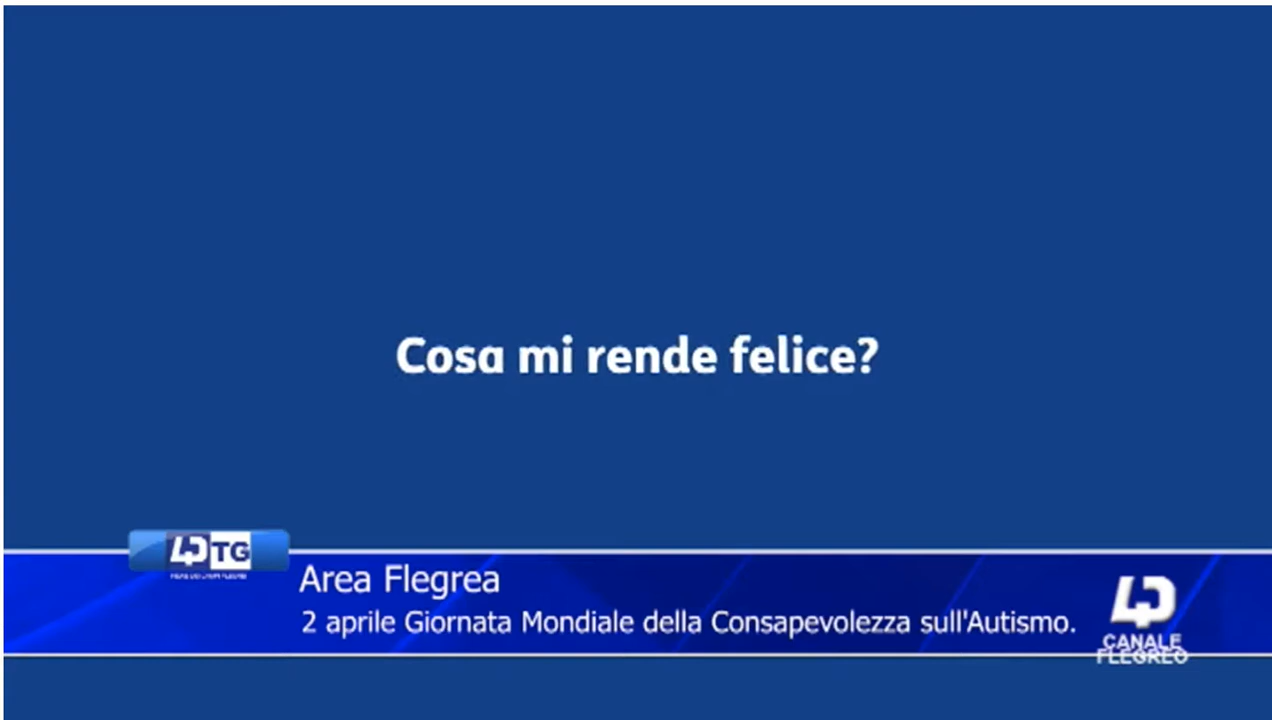 Cosa mi rende felice?
TG
Area Flegrea
2 aprile Giornata Mondiale della Consapevolezza sull'Autismo.
CANALE
FLEGREO